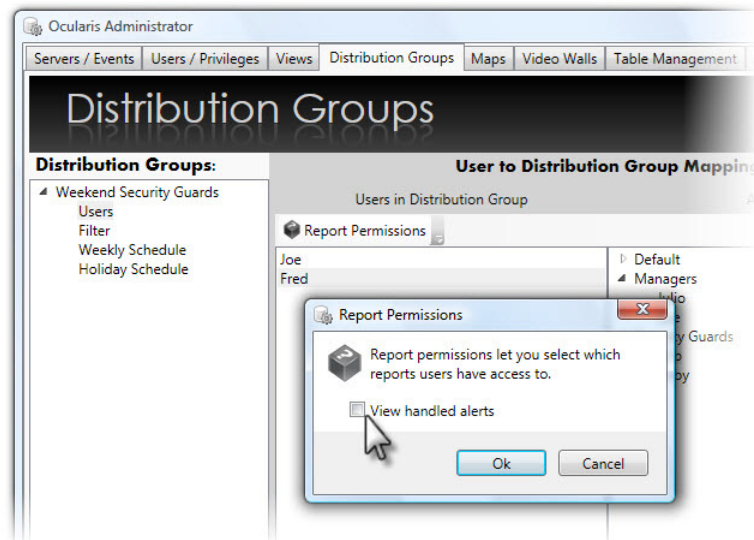 Ocularis Administrator
Servers / Events Users / Privileges Views Distribution Groups Maps Video Walls Table Management
Distribution Groups
Distribution Groups:
User to Distribution Group Mapping
Weekend Security Guards
Users
Filter
Weekly Schedule
Holiday Schedule
Users in Distribution Group
Report Permissions
Joe
Fred
Default
Managers
Julio
Guards
Report Permissions
Report permissions let you select which
reports users have access to.
View handled alerts
Ok Cancel